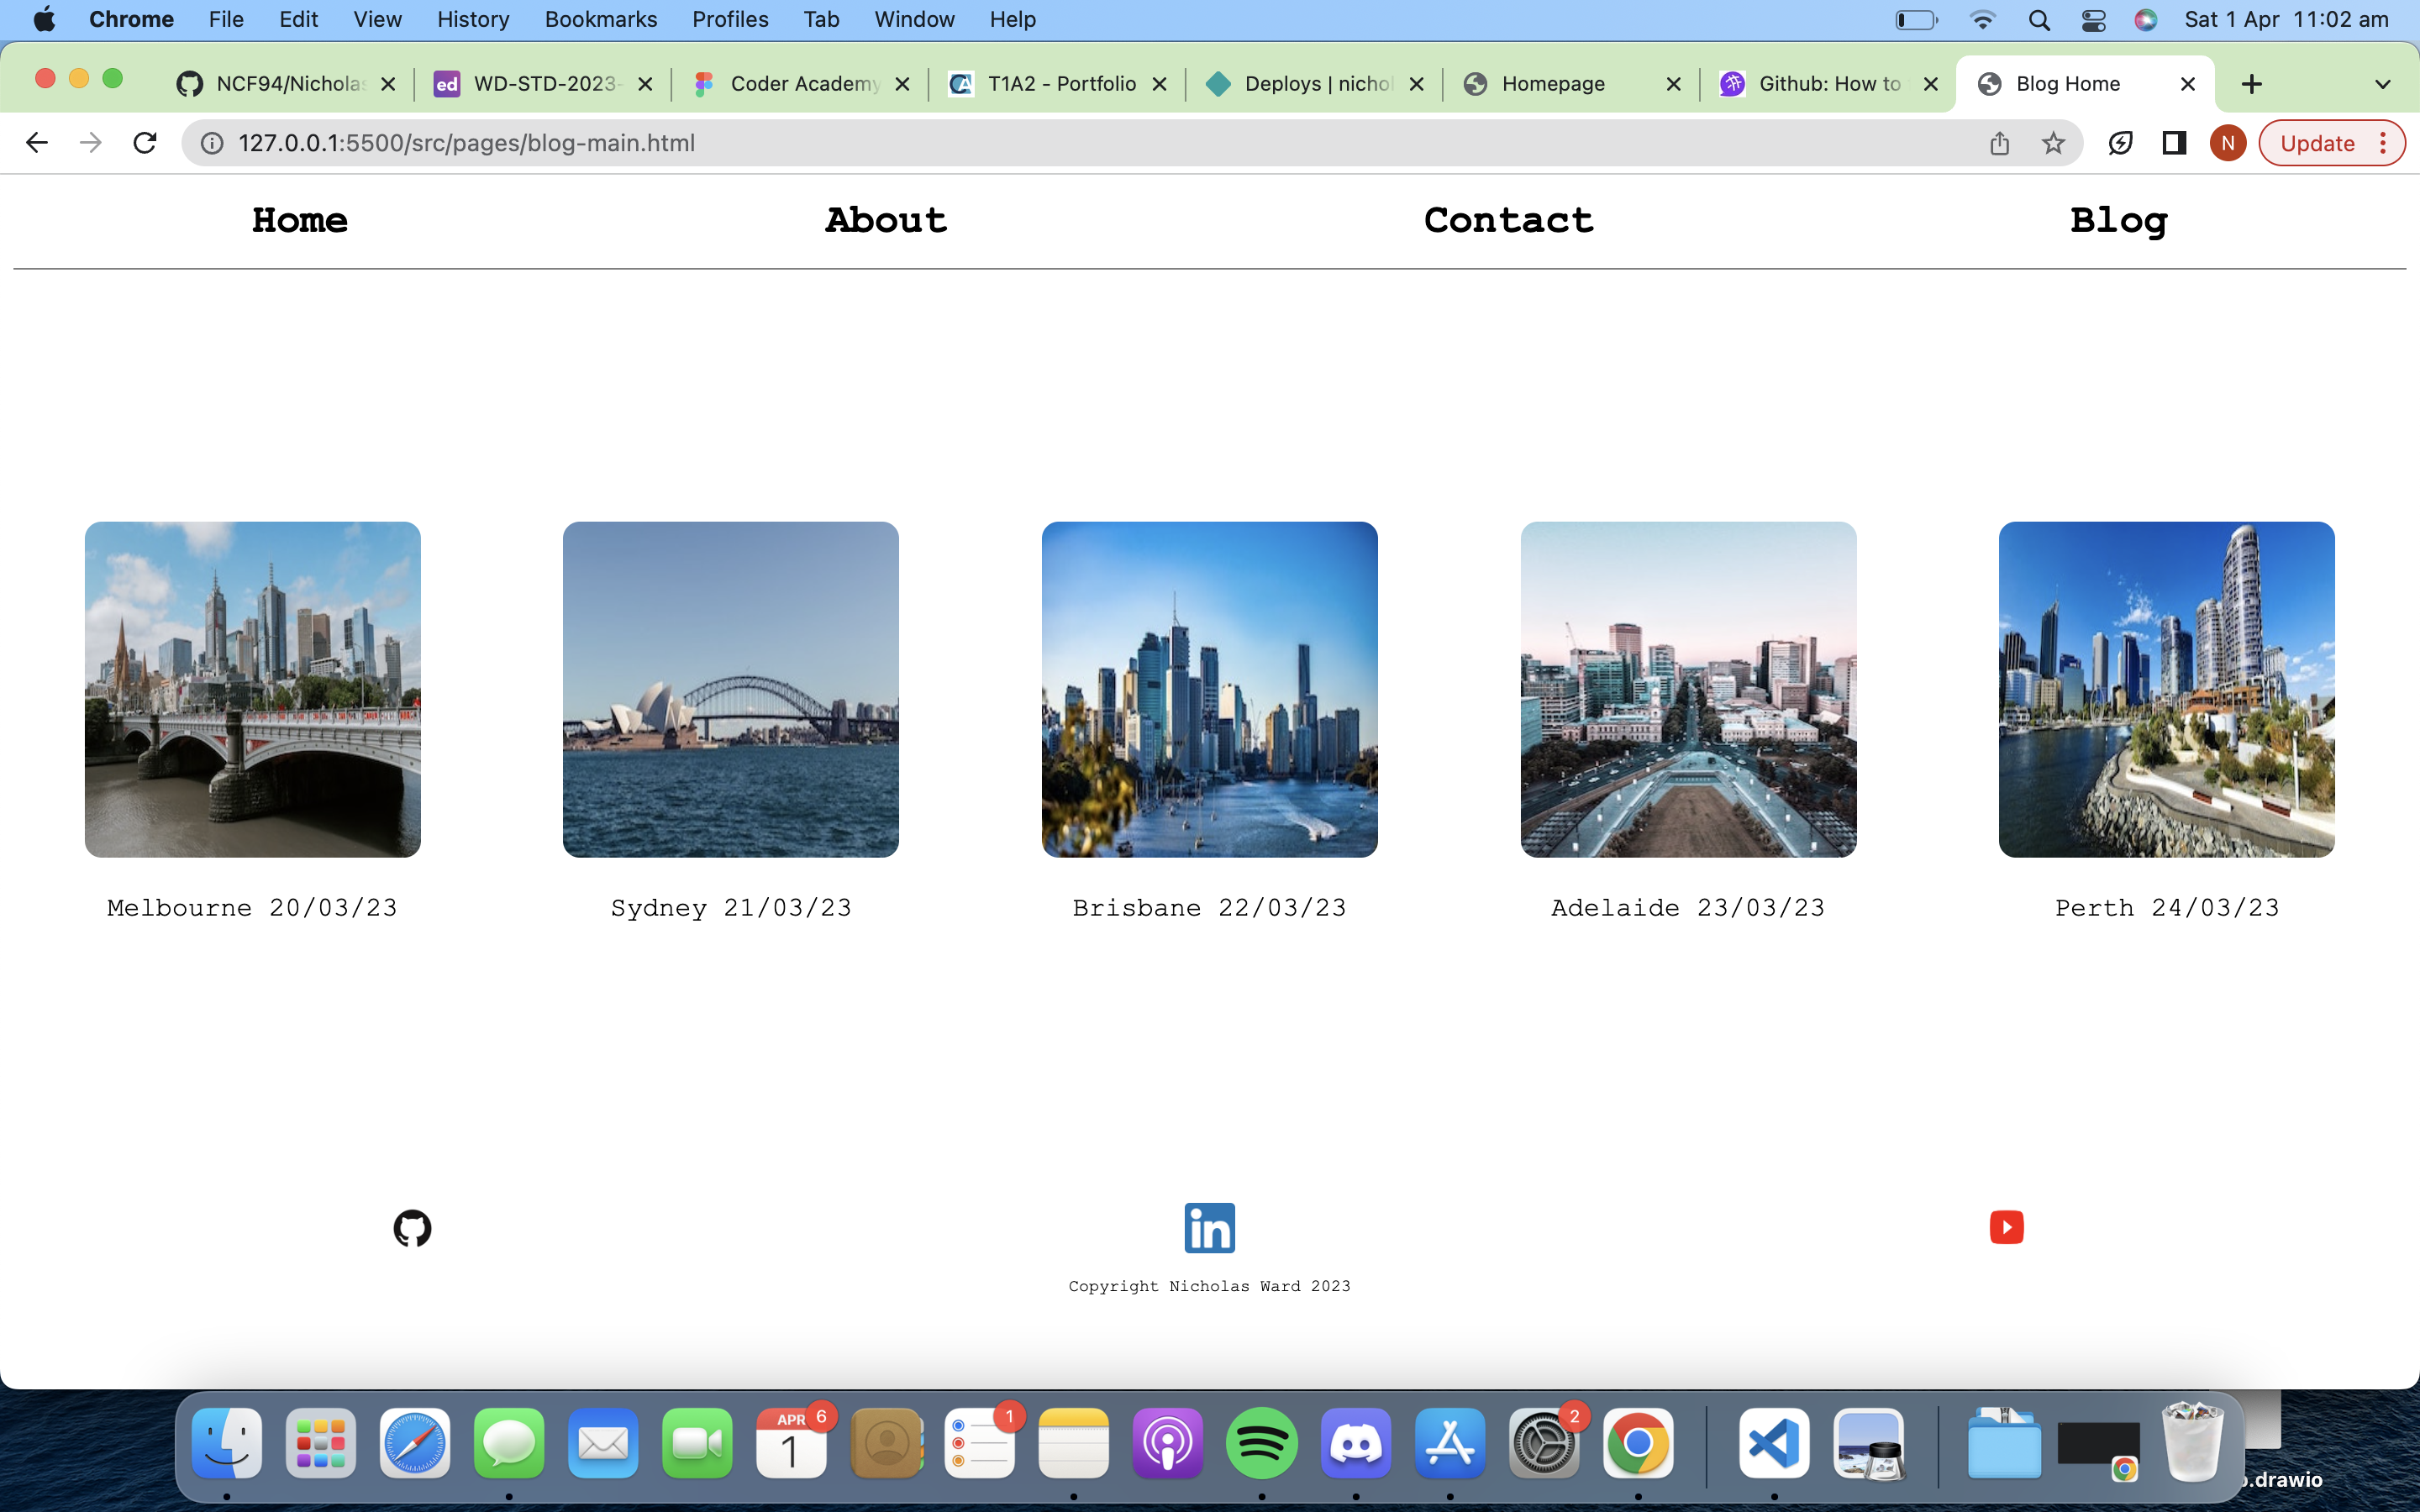 Chrome File Edit View History Bookmarks Profiles Tab Window Help Sat 1 Apr 11:02 am
NCF94/Nicholas WD-STD-2023- Coder Academy T1A2 - Portfolio Deploys | nichol Homepage Github: How to Blog Home
127.0.0.1:5500/src/pages/blog-main.html N Update
Home About Contact Blog
Melbourne 20/03/23 Sydney 21/03/23 Brisbane 22/03/23 Adelaide 23/03/23 Perth 24/03/23
in
Copyright Nicholas Ward 2023
APR 6 1 2
1
.drawio